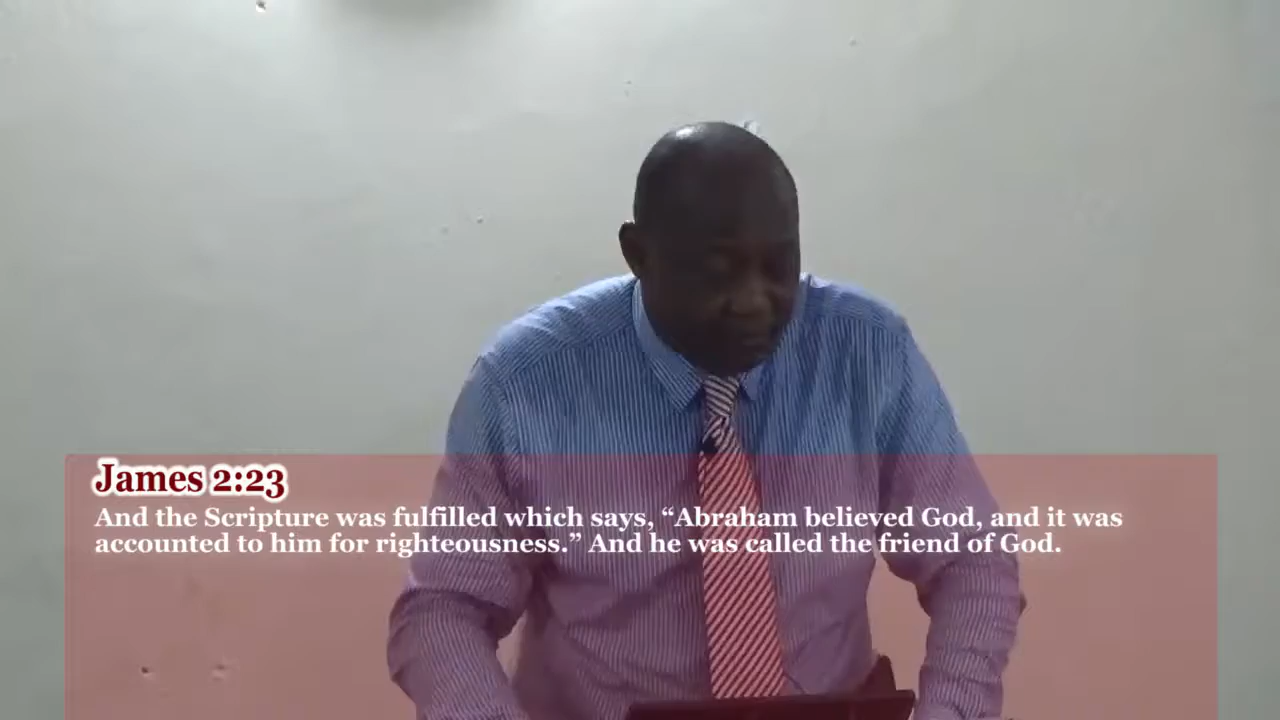 James 2:23
And the Scripture was fulfilled which says, “Abraham believed God, and it was
accounted to him for righteousness.” And he was called the friend of God.